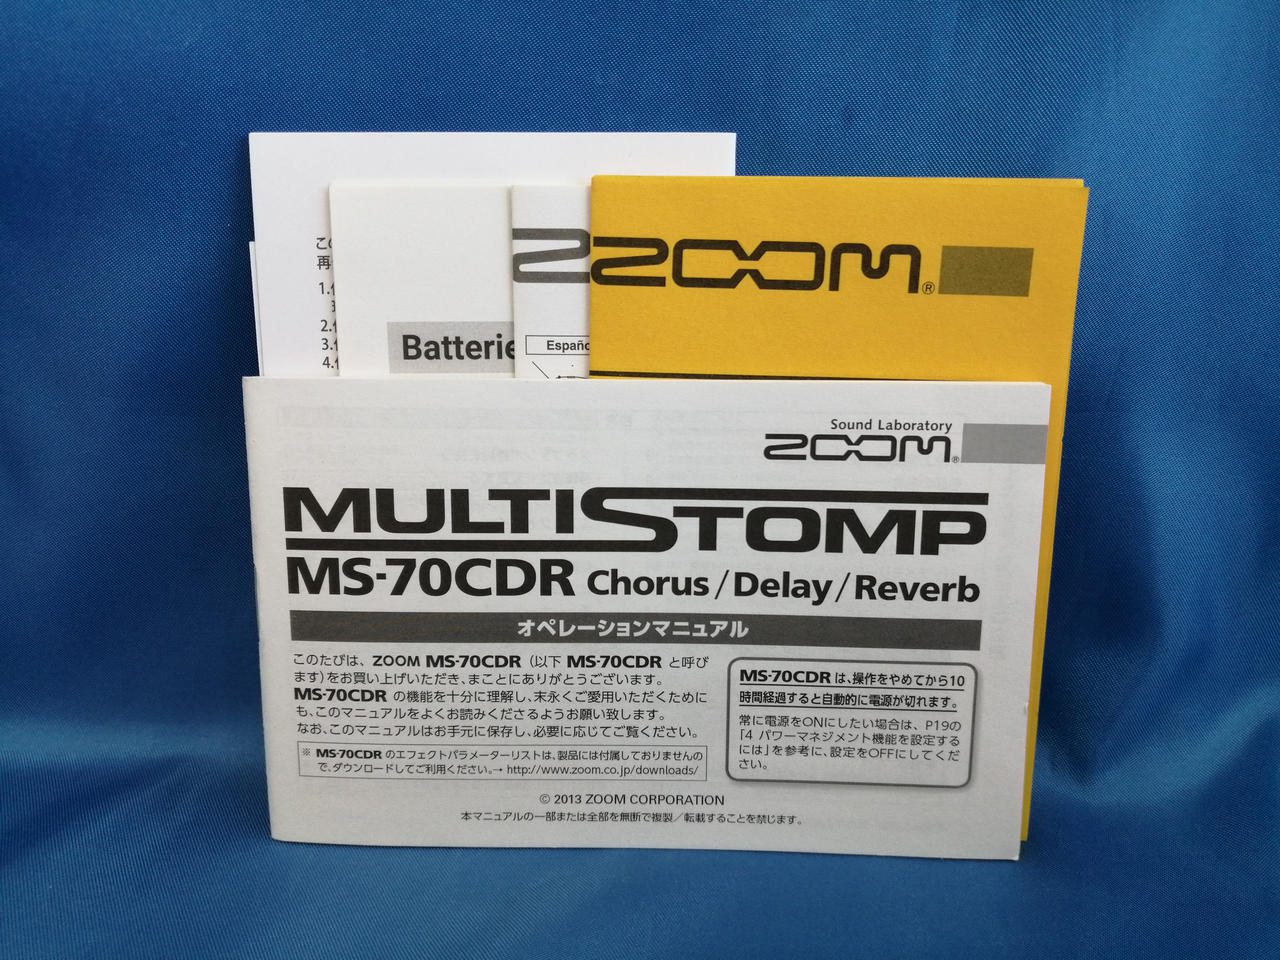 この
再
1.
2.
3.
4.
Batterie
Españo
ZOOM®
Sound Laboratory
ZOOM®
MULTISTOMP
MS-70CDR Chorus/Delay/Reverb
オペレーションマニュアル
このたびは、ZOOM MS-70CDR(以下 MS-70CDR と呼び
ます)をお買い上げいただき、まことにありがとうございます。
MS-70CDR の機能を十分に理解し、末永くご愛用いただくために
も、このマニュアルをよくお読みくださるようお願い致します。
なお、このマニュアルはお手元に保存し、必要に応じてご覧ください。
※ MS-70CDR のエフェクトパラメーターリストは、製品には付属しておりませんの
で、ダウンロードしてご利用ください。→ http://www.zoom.co.jp/downloads/
MS-70CDR は、操作をやめてから10
時間経過すると自動的に電源が切れます。
常に電源をONにしたい場合は、P19の
「4 パワーマネジメント機能を設定する
には」を参考に、設定をOFFにしてくだ
さい。
© 2013 ZOOM CORPORATION
本マニュアルの一部または全部を無断で複製／転載することを禁じます。